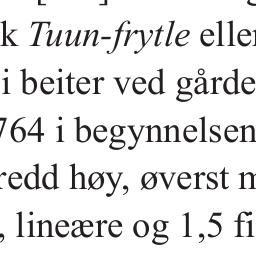 k Tuun-frytle eller
i beiter ved gårde
764 i begynnelsen
redd høy, øverst m
, lineære og 1,5 fi